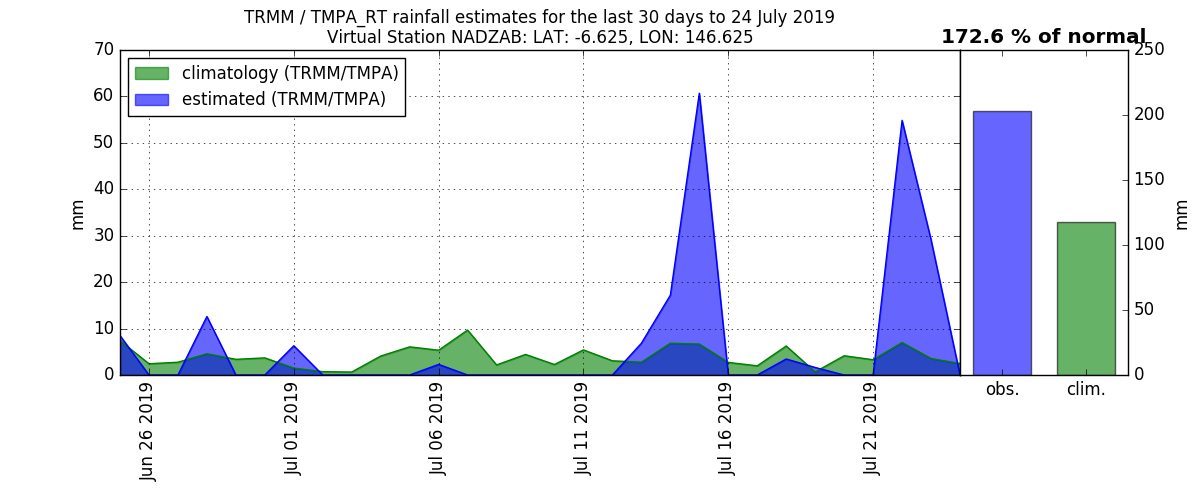 TRMM / TMPA_RT rainfall estimates for the last 30 days to 24 July 2019
Virtual Station NADZAB: LAT: -6.625, LON: 146.625
172.6 % of normal
climatology (TRMM/TMPA)
estimated (TRMM/TMPA)
mm
70
60
50
40
30
20
10
0
Jun 26 2019
Jul 01 2019
Jul 06 2019
Jul 11 2019
Jul 16 2019
Jul 21 2019
obs.
clim.
250
200
150
100
50
0
mm